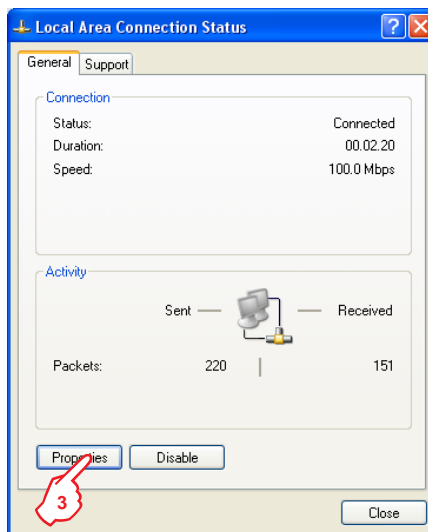 Local Area Connection Status
General Support
Connection
Status: Connected
Duration: 00.02.20
Speed: 100.0 Mbps
Activity
Sent Received
Packets: 220 151
Properties Disable
3
Close